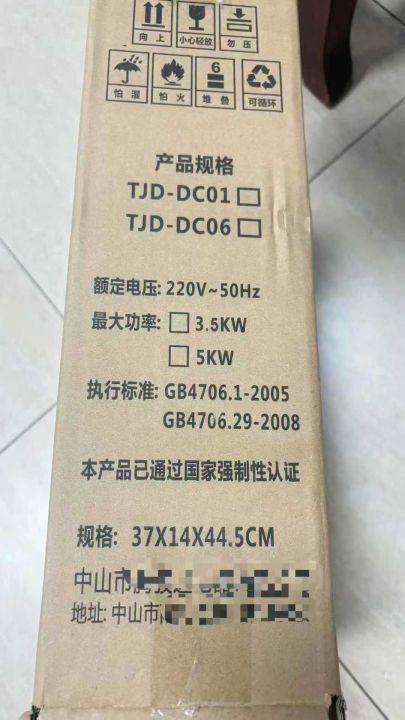 向上 小心轻放 勿压
6
怕湿 怕火 堆叠 可循环
产品规格
TJD-DC01
TJD-DC06
额定电压: 220V~50Hz
最大功率: 3.5KW
5KW
执行标准: GB4706.1-2005
GB4706.29-2008
本产品已通过国家强制性认证
规格: 37X14X44.5CM
中山市
地址: 中山市